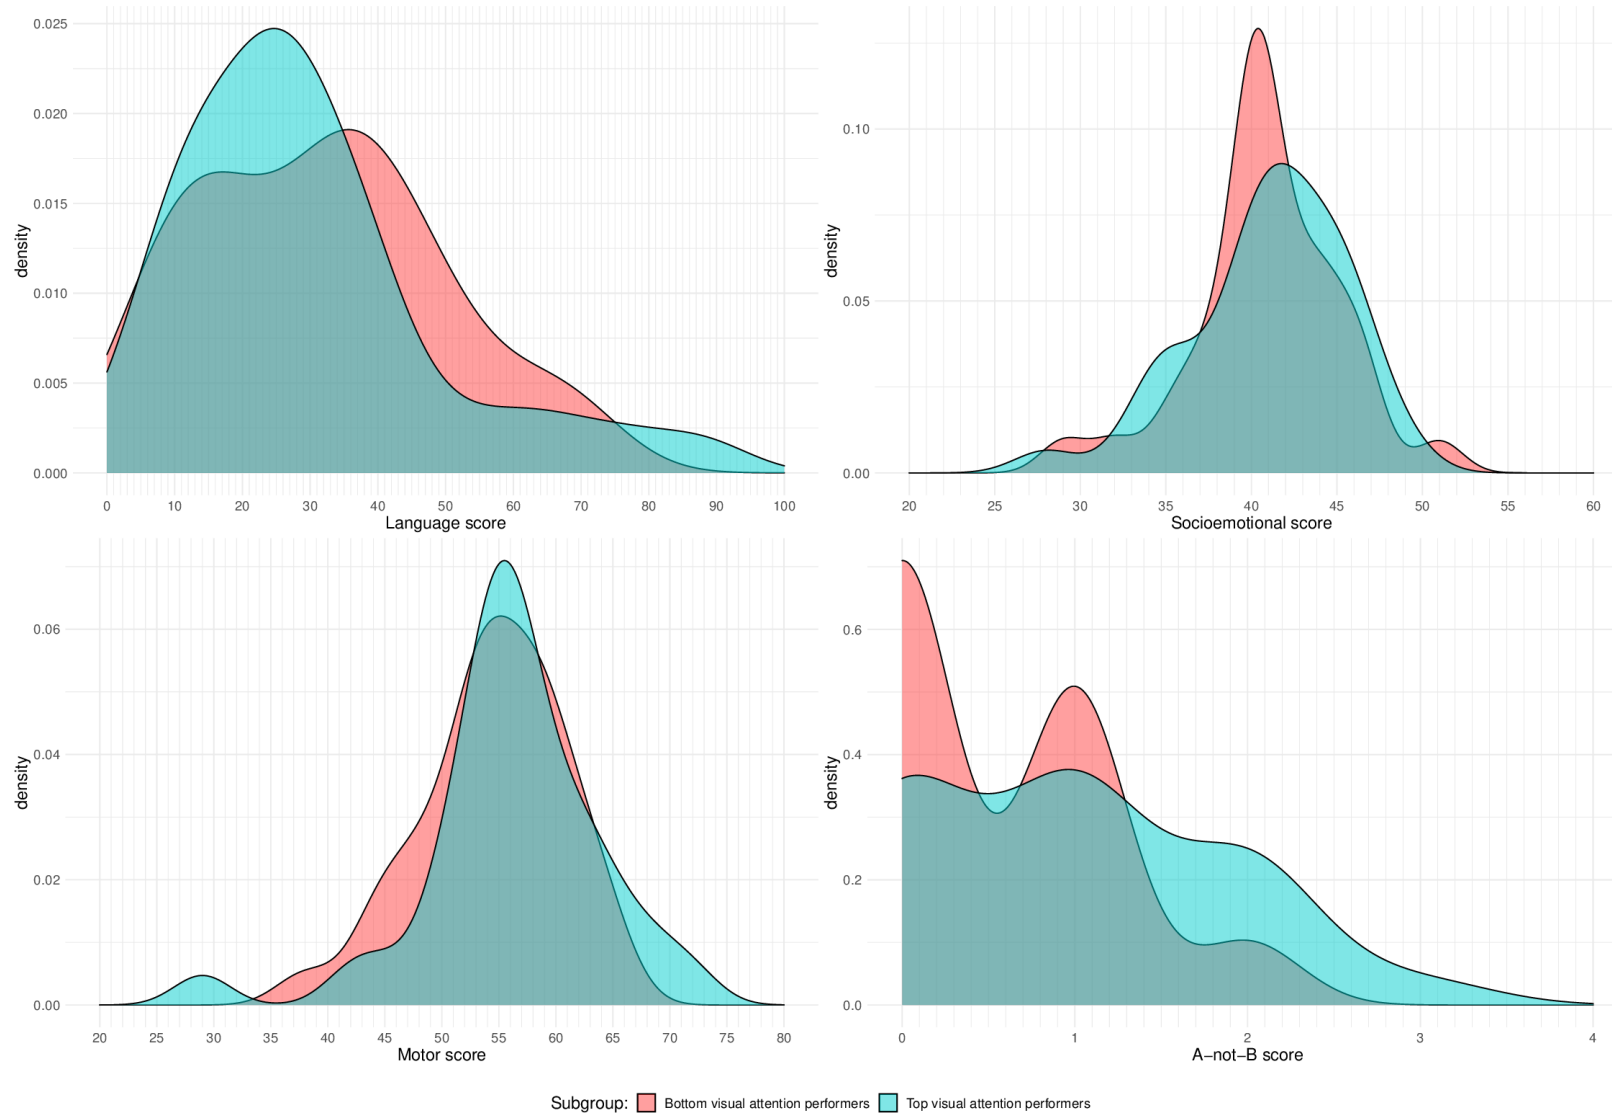 0.025
0.020
0.015
0.010
0.005
0.000
density
0 10 20 30 40 50 60 70 80 90 100
Language score
0.10
0.05
0.00
density
20 25 30 35 40 45 50 55 60
Socioemotional score
0.06
0.04
0.02
0.00
density
20 25 30 35 40 45 50 55 60 65 70 75 80
Motor score
0.6
0.4
0.2
0.0
density
0 1 2 3 4
A−not−B score
Subgroup: Bottom visual attention performers Top visual attention performers